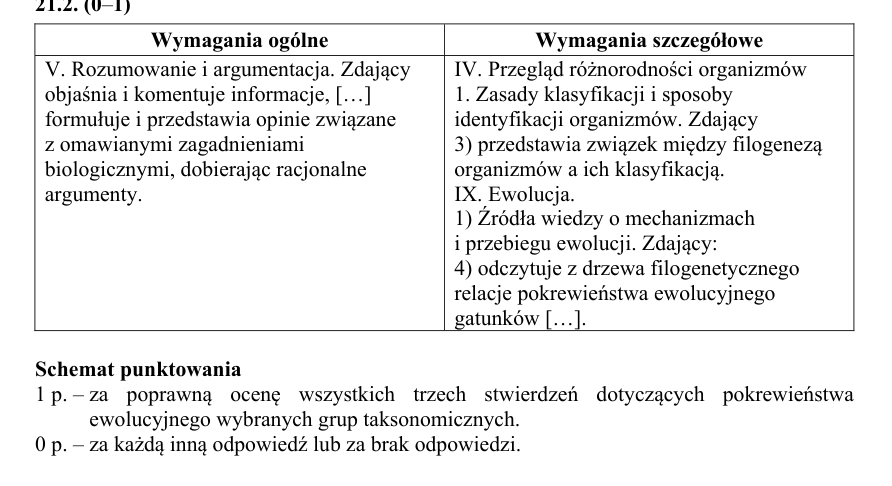 21.2. (0–1)
Wymagania ogólne
Wymagania szczegółowe
V. Rozumowanie i argumentacja. Zdający
objaśnia i komentuje informacje, […]
formułuje i przedstawia opinie związane
z omawianymi zagadnieniami
biologicznymi, dobierając racjonalne
argumenty.
IV. Przegląd różnorodności organizmów
1. Zasady klasyfikacji i sposoby
identyfikacji organizmów. Zdający
3) przedstawia związek między filogenezą
organizmów a ich klasyfikacją.
IX. Ewolucja.
1) Źródła wiedzy o mechanizmach
i przebiegu ewolucji. Zdający:
4) odczytuje z drzewa filogenetycznego
relacje pokrewieństwa ewolucyjnego
gatunków […].
Schemat punktowania
1 p. – za poprawną ocenę wszystkich trzech stwierdzeń dotyczących pokrewieństwa
ewolucyjnego wybranych grup taksonomicznych.
0 p. – za każdą inną odpowiedź lub za brak odpowiedzi.